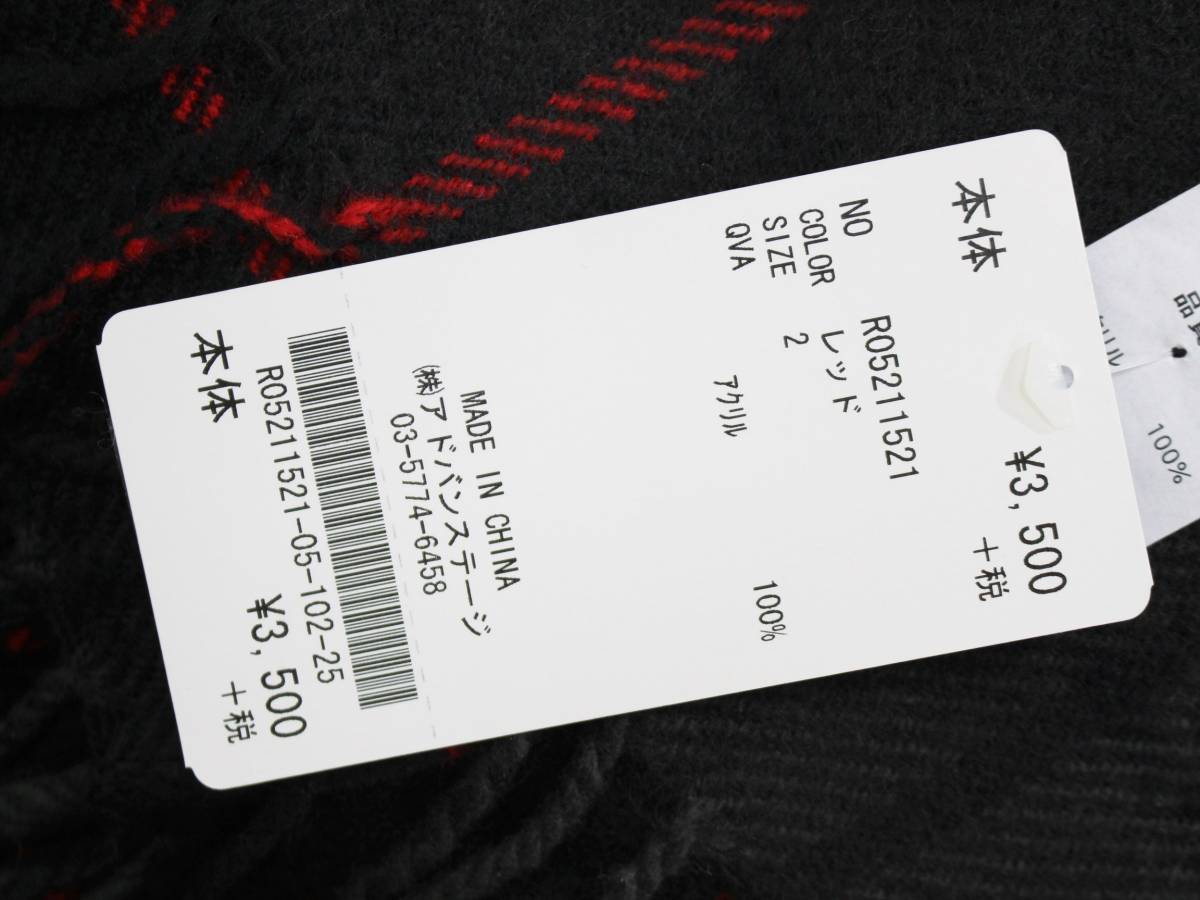 本体 ¥3,500
+税
NO R05211521
COLOR レッド
SIZE 2
QVA
アクリル 100%
MADE IN CHINA
㈱アドバンステージ
03-5774-6458
R05211521-05-102-25
本体 ¥3,500
+税
100%